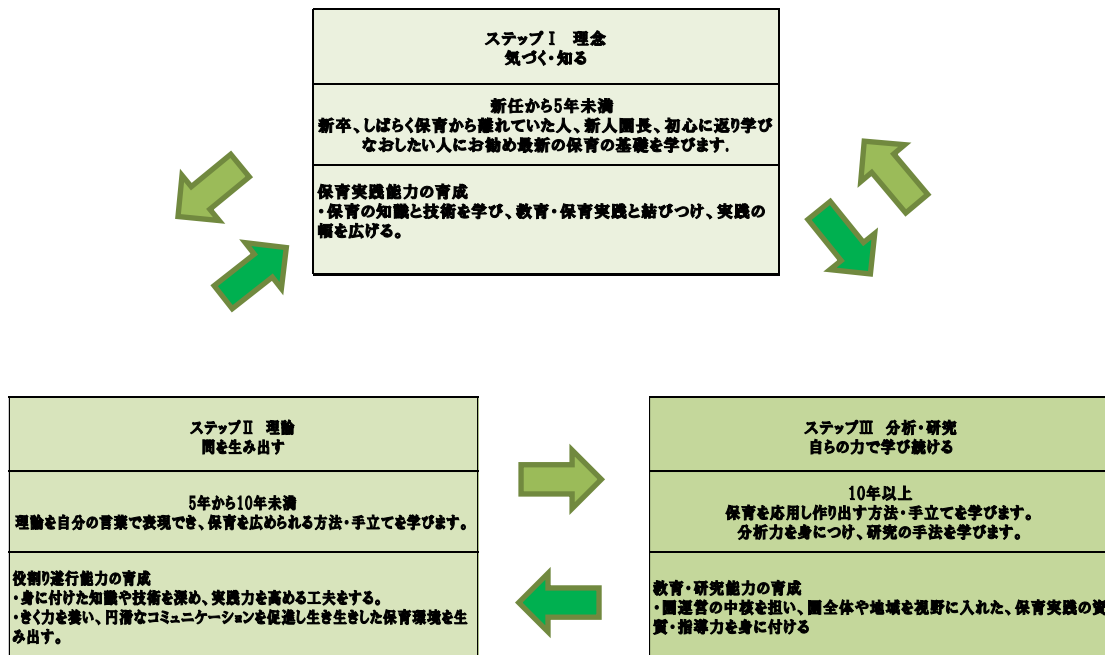 ステップⅠ　理念
気づく・知る
新任から5年未満
新卒、しばらく保育から離れていた人、新人園長、初心に返り学び
なおしたい人にお勧め最新の保育の基礎を学びます.
保育実践能力の育成
・保育の知識と技術を学び、教育・保育実践と結びつけ、実践の
幅を広げる。
ステップⅡ　理論
問を生み出す
5年から10年未満
理論を自分の言葉で表現でき、保育を広められる方法・手立てを学びます。
役割り遂行能力の育成
・身に付けた知識や技術を深め、実践力を高める工夫をする。
・きく力を養い、円滑なコミュニケーションを促進し生き生きした保育環境を生
み出す。
ステップⅢ　分析・研究
自らの力で学び続ける
10年以上
保育を応用し作り出す方法・手立てを学びます。
分析力を身につけ、研究の手法を学びます。
教育・研究能力の育成
・園運営の中核を担い、園全体や地域を視野に入れた、保育実践の資
質・指導力を身に付ける